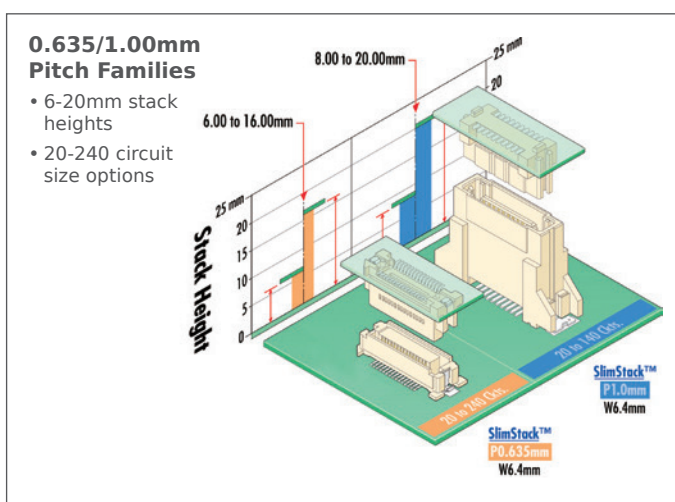 0.635/1.00mm
Pitch Families
• 6-20mm stack
heights
• 20-240 circuit
size options
8.00 to 20.00mm
25 mm
20
6.00 to 16.00mm
25 mm
20
15
10
5
0
Stack Height
20 to 140 Ckts.
20 to 240 Ckts.
SlimStack™
P1.0mm
W6.4mm
SlimStack™
P0.635mm
W6.4mm